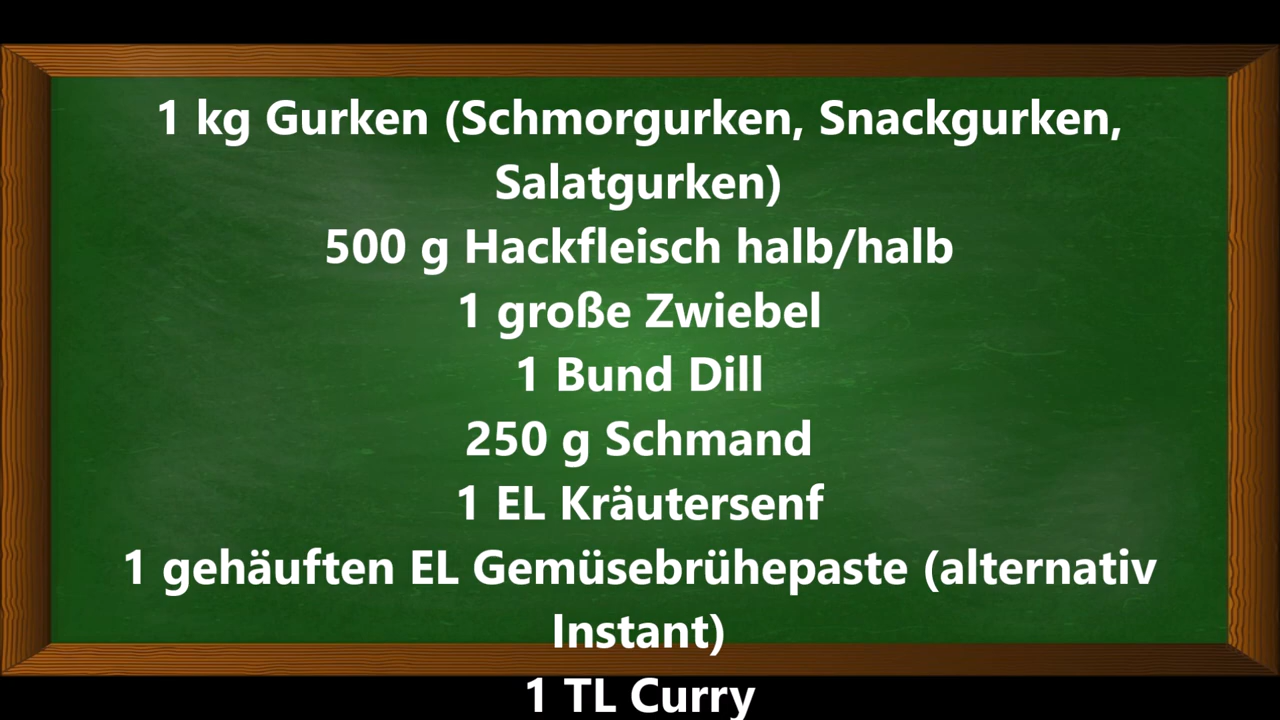 1 kg Gurken (Schmorgurken, Snackgurken,
Salatgurken)
500 g Hackfleisch halb/halb
1 große Zwiebel
1 Bund Dill
250 g Schmand
1 EL Kräutersenf
1 gehäuften EL Gemüsebrühepaste (alternativ
Instant)
1 TL Curry